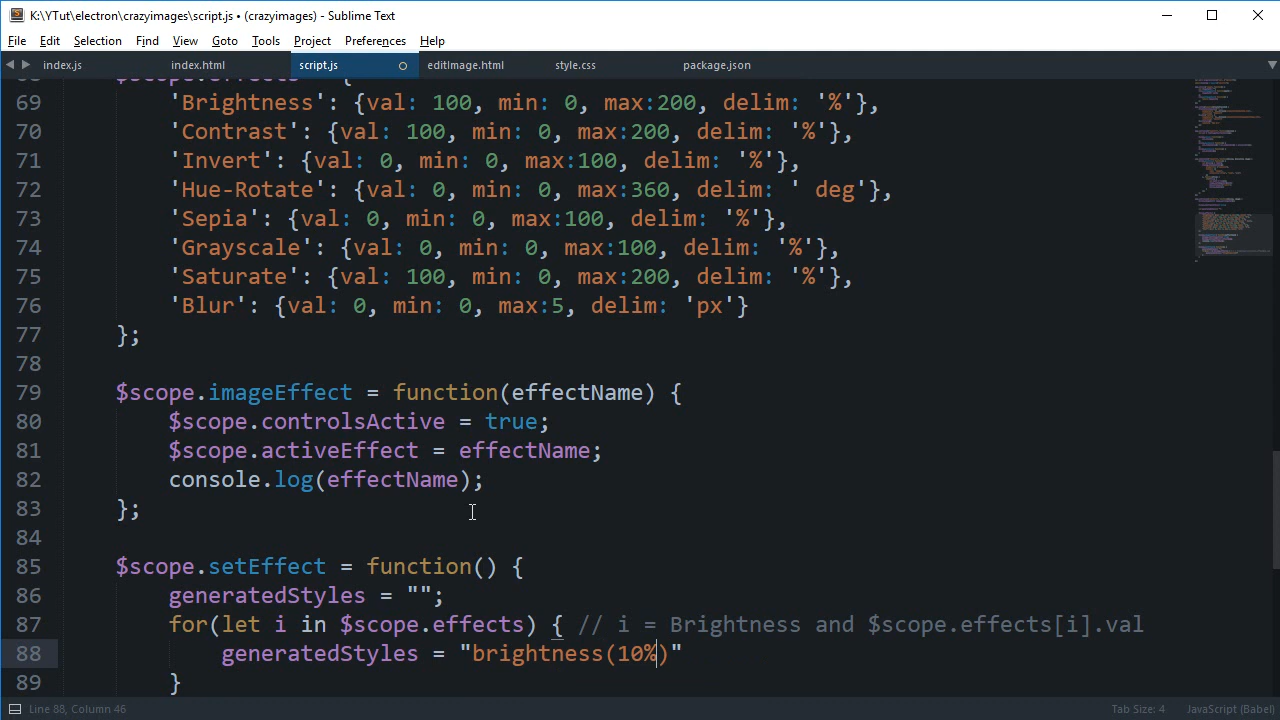 K:\YTut\electron\crazyimages\script.js • (crazyimages) - Sublime Text
File Edit Selection Find View Goto Tools Project Preferences Help
index.js index.html script.js editImage.html style.css package.json
69 'Brightness': {val: 100, min: 0, max:200, delim: '%'},
70 'Contrast': {val: 100, min: 0, max:200, delim: '%'},
71 'Invert': {val: 0, min: 0, max:100, delim: '%'},
72 'Hue-Rotate': {val: 0, min: 0, max:360, delim: ' deg'},
73 'Sepia': {val: 0, min: 0, max:100, delim: '%'},
74 'Grayscale': {val: 0, min: 0, max:100, delim: '%'},
75 'Saturate': {val: 100, min: 0, max:200, delim: '%'},
76 'Blur': {val: 0, min: 0, max:5, delim: 'px'}
77 };
78
79 $scope.imageEffect = function(effectName) {
80 $scope.controlsActive = true;
81 $scope.activeEffect = effectName;
82 console.log(effectName);
83 };
84
85 $scope.setEffect = function() {
86 generatedStyles = "";
87 for(let i in $scope.effects) { // i = Brightness and $scope.effects[i].val
88 generatedStyles = "brightness(10%)"
89 }
Line 88, Column 46 Tab Size: 4 JavaScript (Babel)